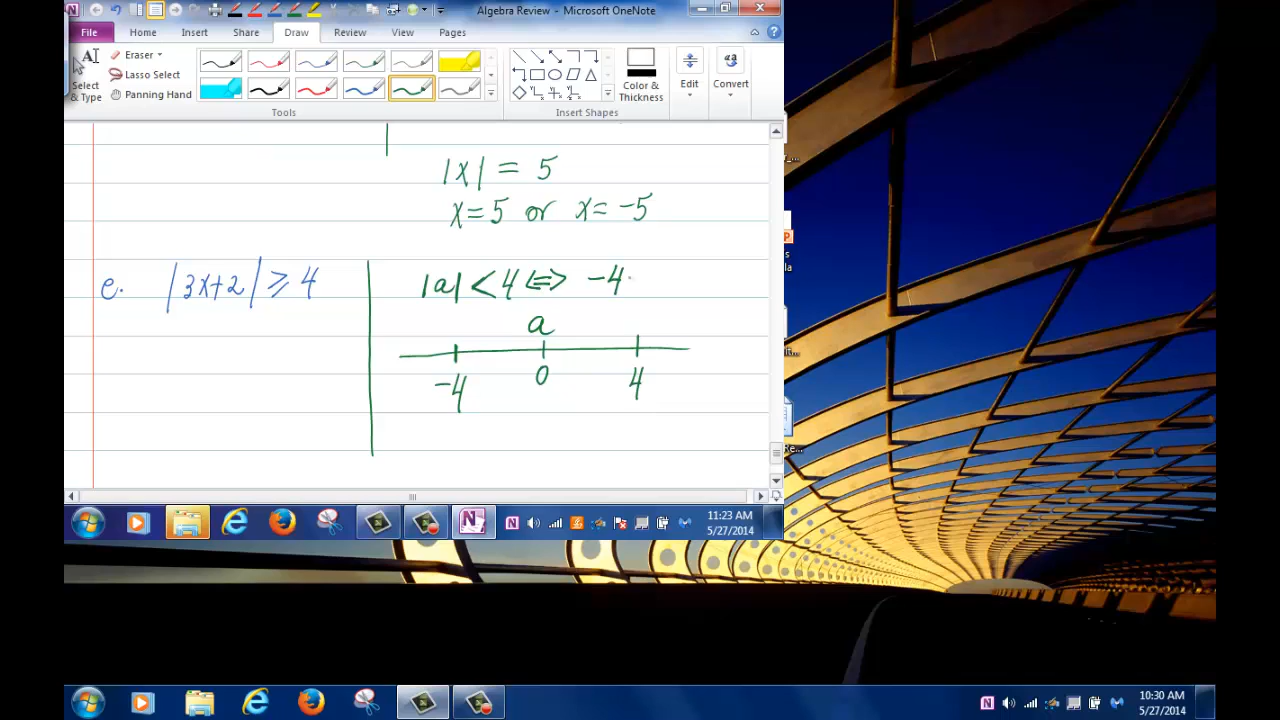 Algebra Review - Microsoft OneNote
File Home Insert Share Draw Review View Pages
Select & Type
Eraser
Lasso Select
Panning Hand
Color & Thickness
Edit
Convert
Tools
Insert Shapes
|x| = 5
x=5 or x=-5
e. |3x+2| ≥ 4
|a| < 4 ⟺ -4
a
-4 0 4
11:23 AM
5/27/2014
10:30 AM
5/27/2014